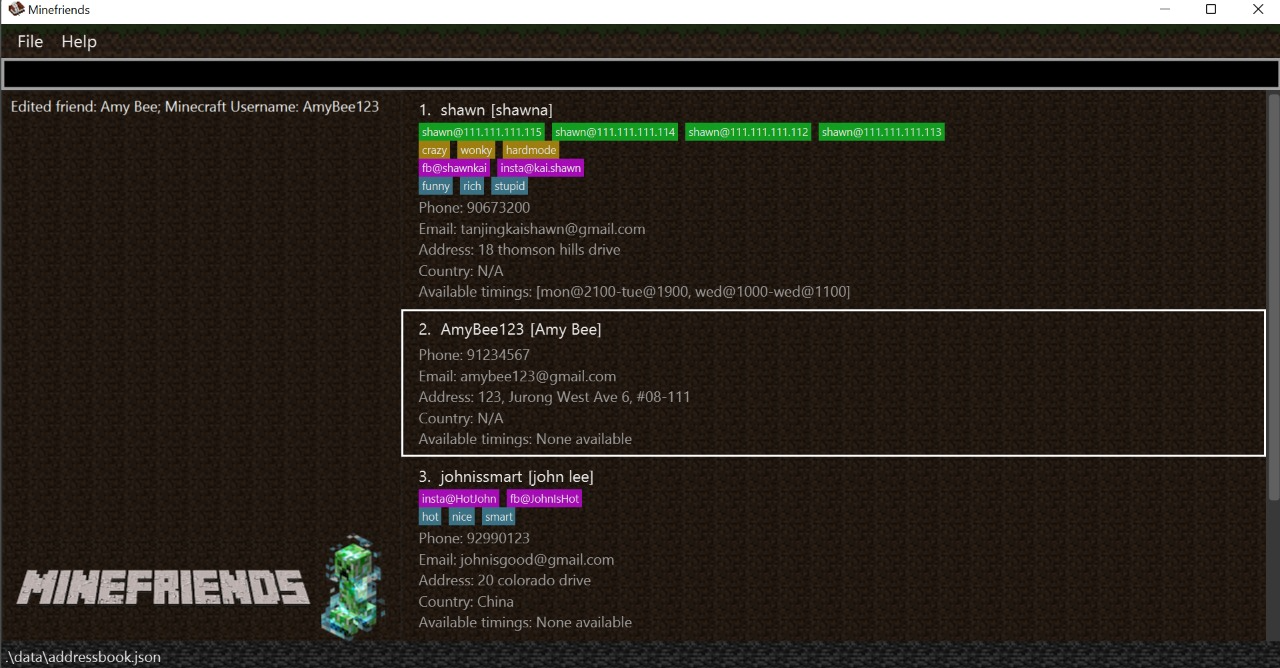 Minefriends
File Help
Edited friend: Amy Bee; Minecraft Username: AmyBee123
1. shawn [shawna]
shawn@111.111.111.115 shawn@111.111.111.114 shawn@111.111.111.112 shawn@111.111.111.113
crazy wonky hardmode
fb@shawnkai insta@kai.shawn
funny rich stupid
Phone: 90673200
Email: tanjingkaishawn@gmail.com
Address: 18 thomson hills drive
Country: N/A
Available timings: [mon@2100-tue@1900, wed@1000-wed@1100]
2. AmyBee123 [Amy Bee]
Phone: 91234567
Email: amybee123@gmail.com
Address: 123, Jurong West Ave 6, #08-111
Country: N/A
Available timings: None available
3. johnissmart [john lee]
insta@HotJohn fb@JohnIsHot
hot nice smart
Phone: 92990123
Email: johnisgood@gmail.com
Address: 20 colorado drive
Country: China
Available timings: None available
MINEFRIENDS
.\data\addressbook.json